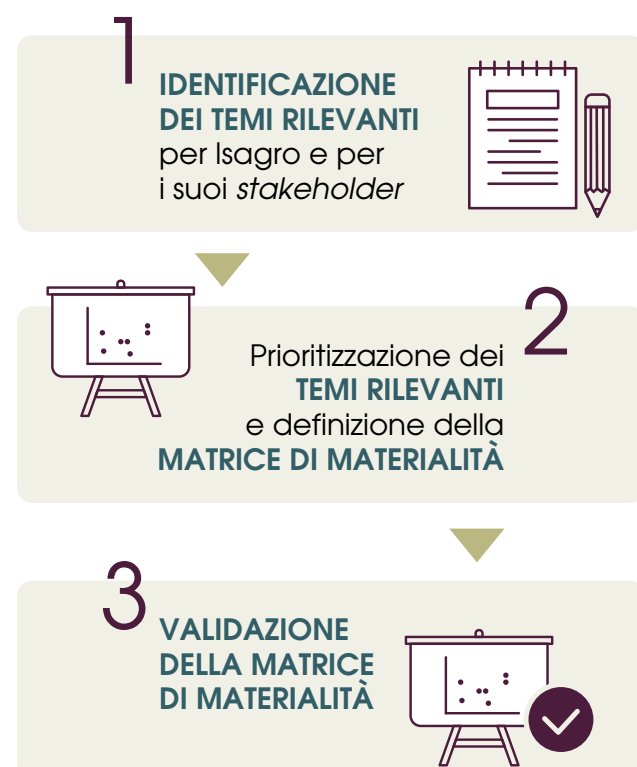 1
IDENTIFICAZIONE
DEI TEMI RILEVANTI
per Isagro e per
i suoi stakeholder
2
Prioritizzazione dei
TEMI RILEVANTI
e definizione della
MATRICE DI MATERIALITÀ
3
VALIDAZIONE
DELLA MATRICE
DI MATERIALITÀ